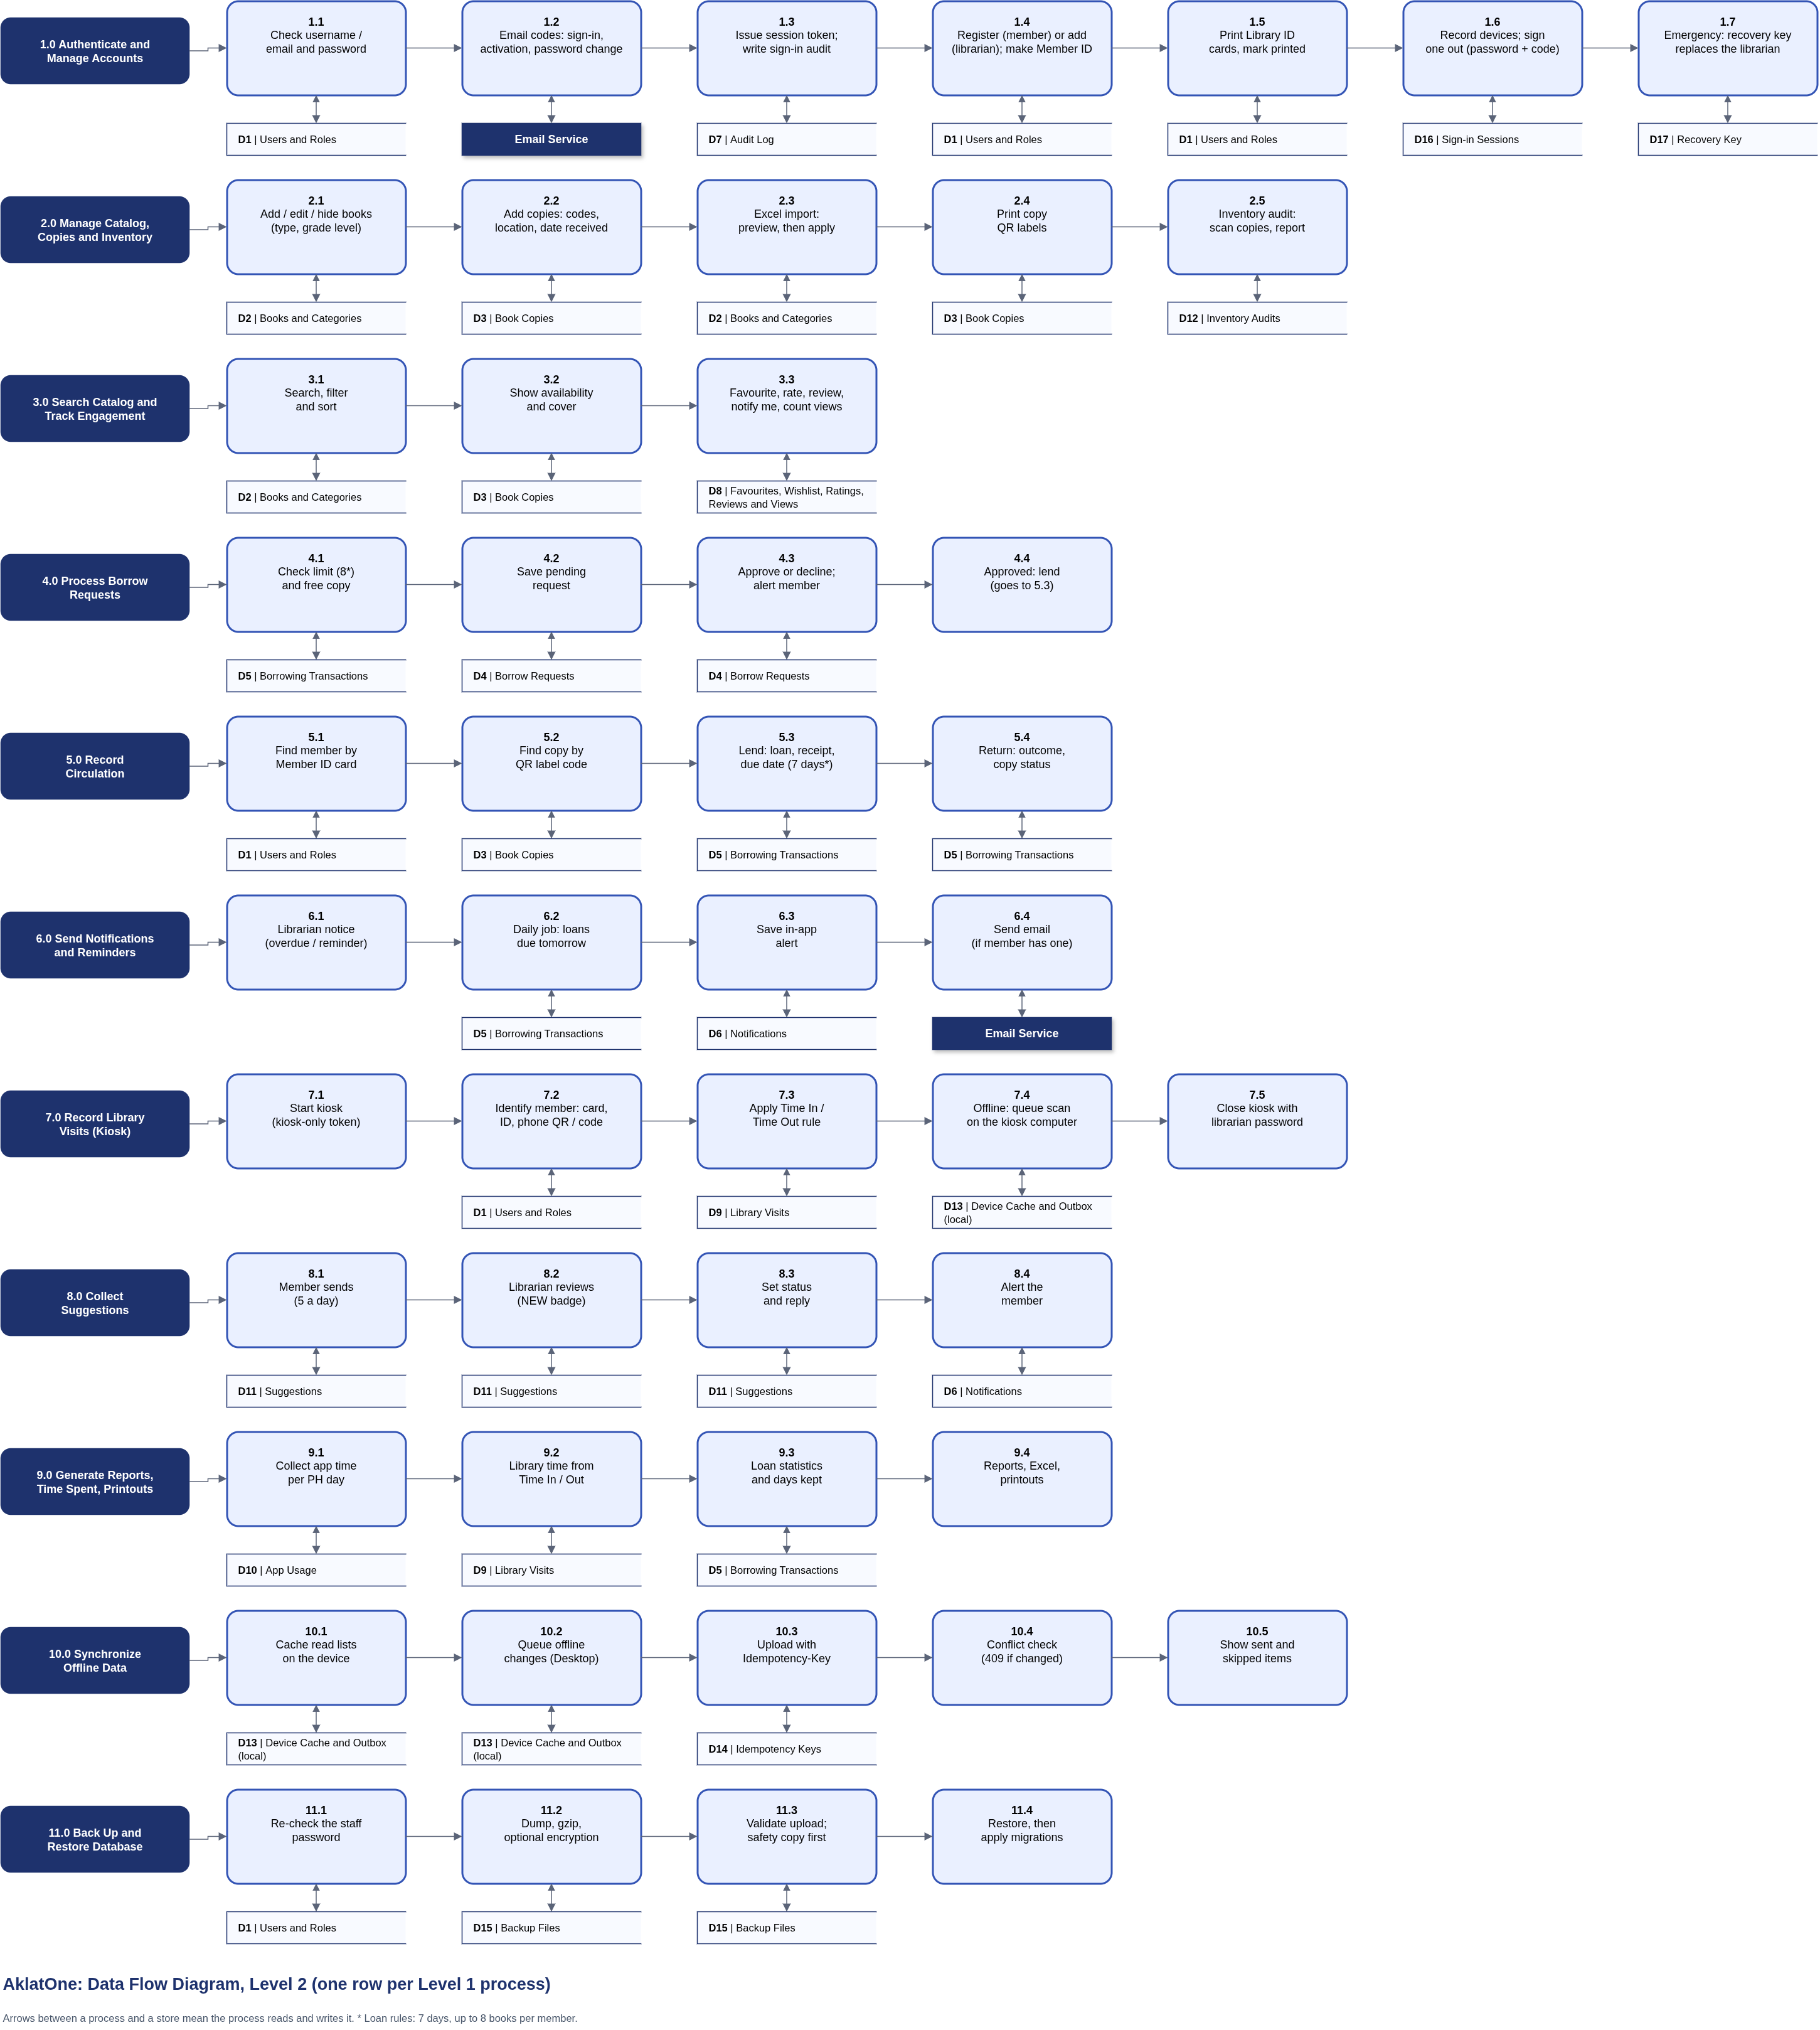 1.0 Authenticate and
Manage Accounts
1.1
Check username /
email and password
1.2
Email codes: sign-in,
activation, password change
1.3
Issue session token;
write sign-in audit
1.4
Register (member) or add
(librarian); make Member ID
1.5
Print Library ID
cards, mark printed
1.6
Record devices; sign
one out (password + code)
1.7
Emergency: recovery key
replaces the librarian
D1 | Users and Roles
Email Service
D7 | Audit Log
D1 | Users and Roles
D1 | Users and Roles
D16 | Sign-in Sessions
D17 | Recovery Key
2.0 Manage Catalog,
Copies and Inventory
2.1
Add / edit / hide books
(type, grade level)
2.2
Add copies: codes,
location, date received
2.3
Excel import:
preview, then apply
2.4
Print copy
QR labels
2.5
Inventory audit:
scan copies, report
D2 | Books and Categories
D3 | Book Copies
D2 | Books and Categories
D3 | Book Copies
D12 | Inventory Audits
3.0 Search Catalog and
Track Engagement
3.1
Search, filter
and sort
3.2
Show availability
and cover
3.3
Favourite, rate, review,
notify me, count views
D2 | Books and Categories
D3 | Book Copies
D8 | Favourites, Wishlist, Ratings,
Reviews and Views
4.0 Process Borrow
Requests
4.1
Check limit (8*)
and free copy
4.2
Save pending
request
4.3
Approve or decline;
alert member
4.4
Approved: lend
(goes to 5.3)
D5 | Borrowing Transactions
D4 | Borrow Requests
D4 | Borrow Requests
5.0 Record
Circulation
5.1
Find member by
Member ID card
5.2
Find copy by
QR label code
5.3
Lend: loan, receipt,
due date (7 days*)
5.4
Return: outcome,
copy status
D1 | Users and Roles
D3 | Book Copies
D5 | Borrowing Transactions
D5 | Borrowing Transactions
6.0 Send Notifications
and Reminders
6.1
Librarian notice
(overdue / reminder)
6.2
Daily job: loans
due tomorrow
6.3
Save in-app
alert
6.4
Send email
(if member has one)
D5 | Borrowing Transactions
D6 | Notifications
Email Service
7.0 Record Library
Visits (Kiosk)
7.1
Start kiosk
(kiosk-only token)
7.2
Identify member: card,
ID, phone QR / code
7.3
Apply Time In /
Time Out rule
7.4
Offline: queue scan
on the kiosk computer
7.5
Close kiosk with
librarian password
D1 | Users and Roles
D9 | Library Visits
D13 | Device Cache and Outbox
(local)
8.0 Collect
Suggestions
8.1
Member sends
(5 a day)
8.2
Librarian reviews
(NEW badge)
8.3
Set status
and reply
8.4
Alert the
member
D11 | Suggestions
D11 | Suggestions
D11 | Suggestions
D6 | Notifications
9.0 Generate Reports,
Time Spent, Printouts
9.1
Collect app time
per PH day
9.2
Library time from
Time In / Out
9.3
Loan statistics
and days kept
9.4
Reports, Excel,
printouts
D10 | App Usage
D9 | Library Visits
D5 | Borrowing Transactions
10.0 Synchronize
Offline Data
10.1
Cache read lists
on the device
10.2
Queue offline
changes (Desktop)
10.3
Upload with
Idempotency-Key
10.4
Conflict check
(409 if changed)
10.5
Show sent and
skipped items
D13 | Device Cache and Outbox
(local)
D13 | Device Cache and Outbox
(local)
D14 | Idempotency Keys
11.0 Back Up and
Restore Database
11.1
Re-check the staff
password
11.2
Dump, gzip,
optional encryption
11.3
Validate upload;
safety copy first
11.4
Restore, then
apply migrations
D1 | Users and Roles
D15 | Backup Files
D15 | Backup Files
AklatOne: Data Flow Diagram, Level 2 (one row per Level 1 process)
Arrows between a process and a store mean the process reads and writes it. * Loan rules: 7 days, up to 8 books per member.